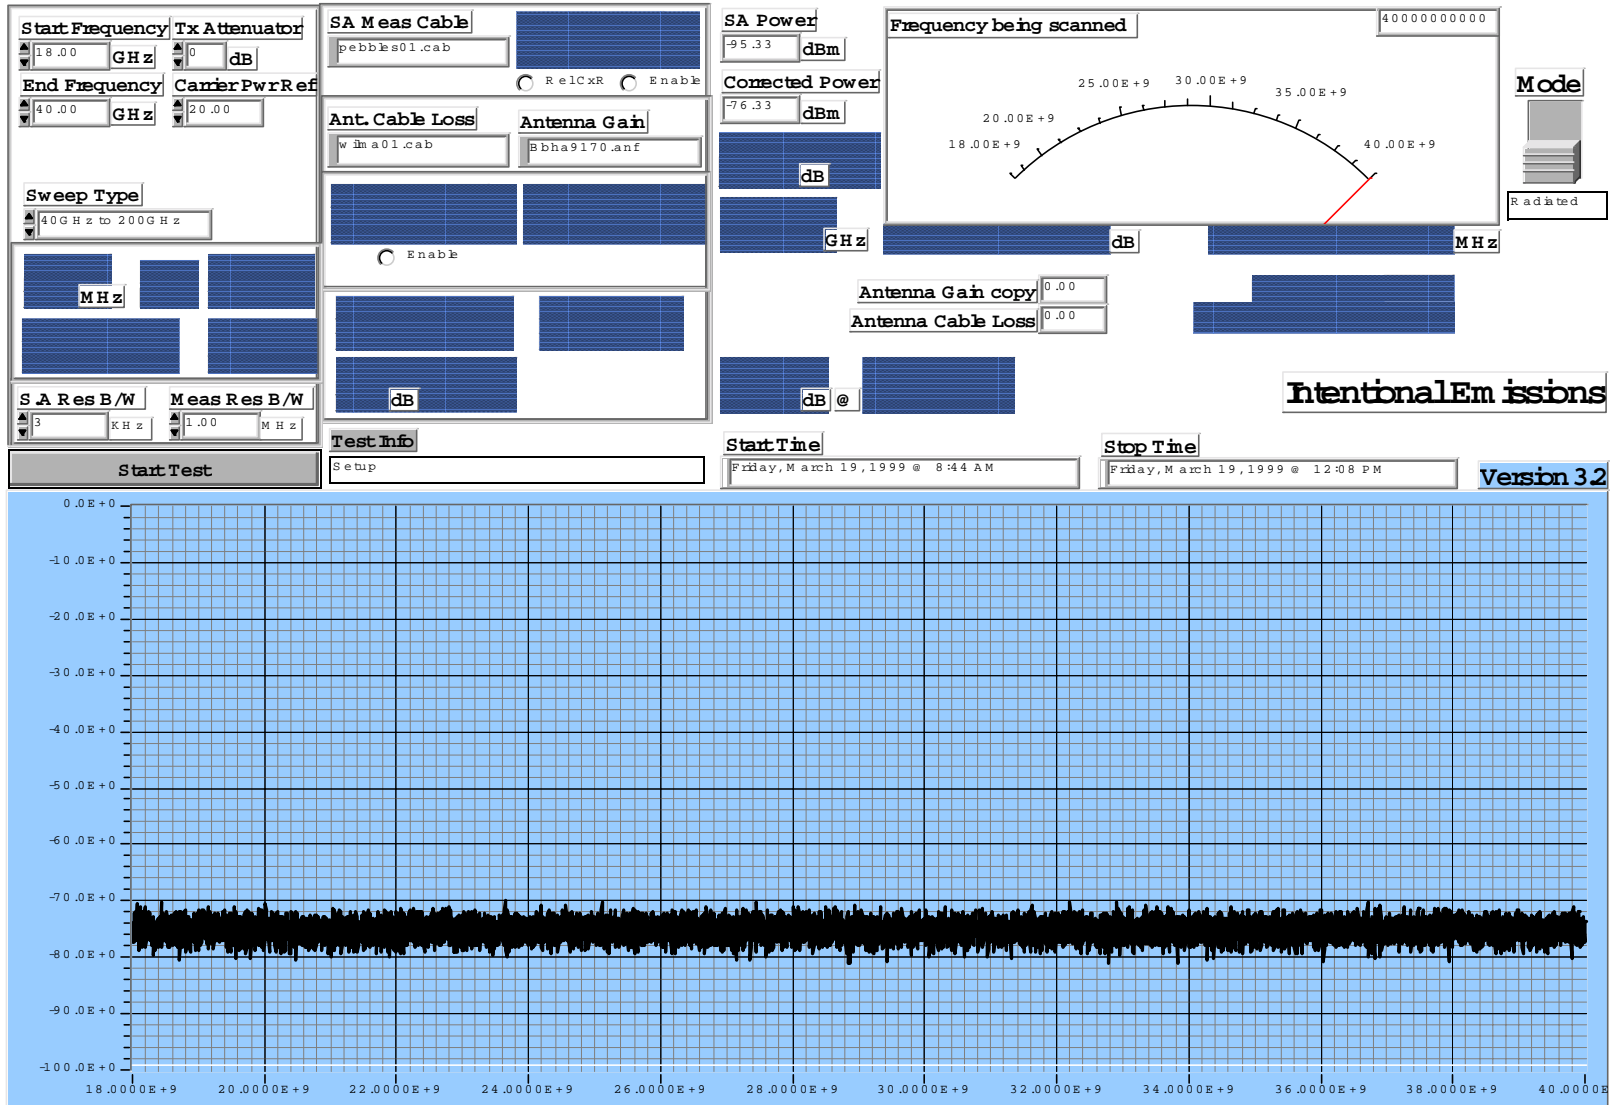 Start Frequency
18.00
GHz
Tx Attenuator
0
dB
End Frequency
40.00
GHz
Carrier Pwr Ref
20.00
Sweep Type
40GHz to 200GHz
MHz
S.A Res B/W
3
KHz
Meas Res B/W
1.00
MHz
Start Test
SA Meas Cable
pebbles01.cab
RelCxR
Enable
Ant. Cable Loss
wilma01.cab
Antenna Gain
Bbha9170.anf
Enable
dB
Test Info
Setup
SA Power
-95.33
dBm
Corrected Power
-76.33
dBm
dB
GHz
Frequency being scanned
40000000000
18.00E+9
20.00E+9
25.00E+9
30.00E+9
35.00E+9
40.00E+9
Mode
Radiated
dB
MHz
Antenna Gain copy
0.00
Antenna Cable Loss
0.00
dB @
Intentional Emissions
Start Time
Friday, March 19, 1999 @ 8:44 AM
Stop Time
Friday, March 19, 1999 @ 12:08 PM
Version 3.2
0.0E+0
-10.0E+0
-20.0E+0
-30.0E+0
-40.0E+0
-50.0E+0
-60.0E+0
-70.0E+0
-80.0E+0
-90.0E+0
-100.0E+0
18.0000E+9
20.0000E+9
22.0000E+9
24.0000E+9
26.0000E+9
28.0000E+9
30.0000E+9
32.0000E+9
34.0000E+9
36.0000E+9
38.0000E+9
40.0000E